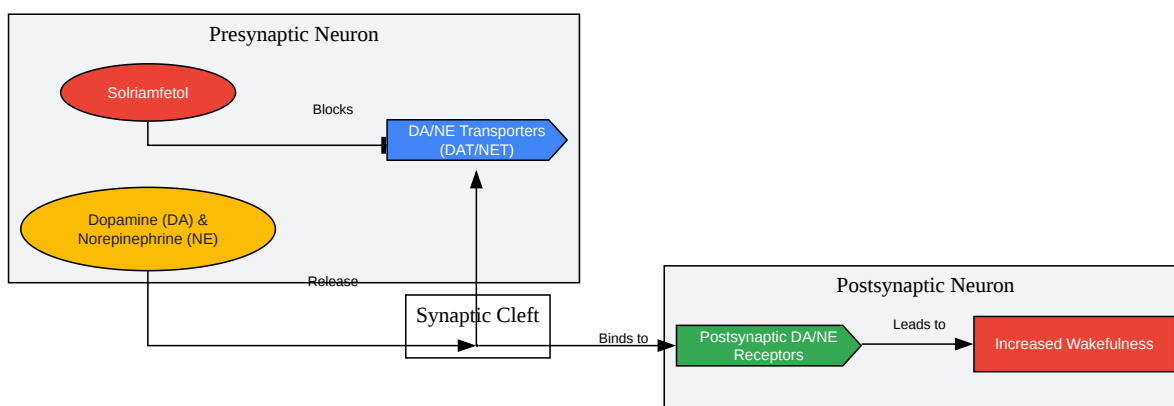 Presynaptic Neuron
Solriamfetol
Blocks
DA/NE Transporters
(DAT/NET)
Dopamine (DA) &
Norepinephrine (NE)
Release
Synaptic Cleft
Binds to
Postsynaptic Neuron
Postsynaptic DA/NE
Receptors
Leads to
Increased Wakefulness